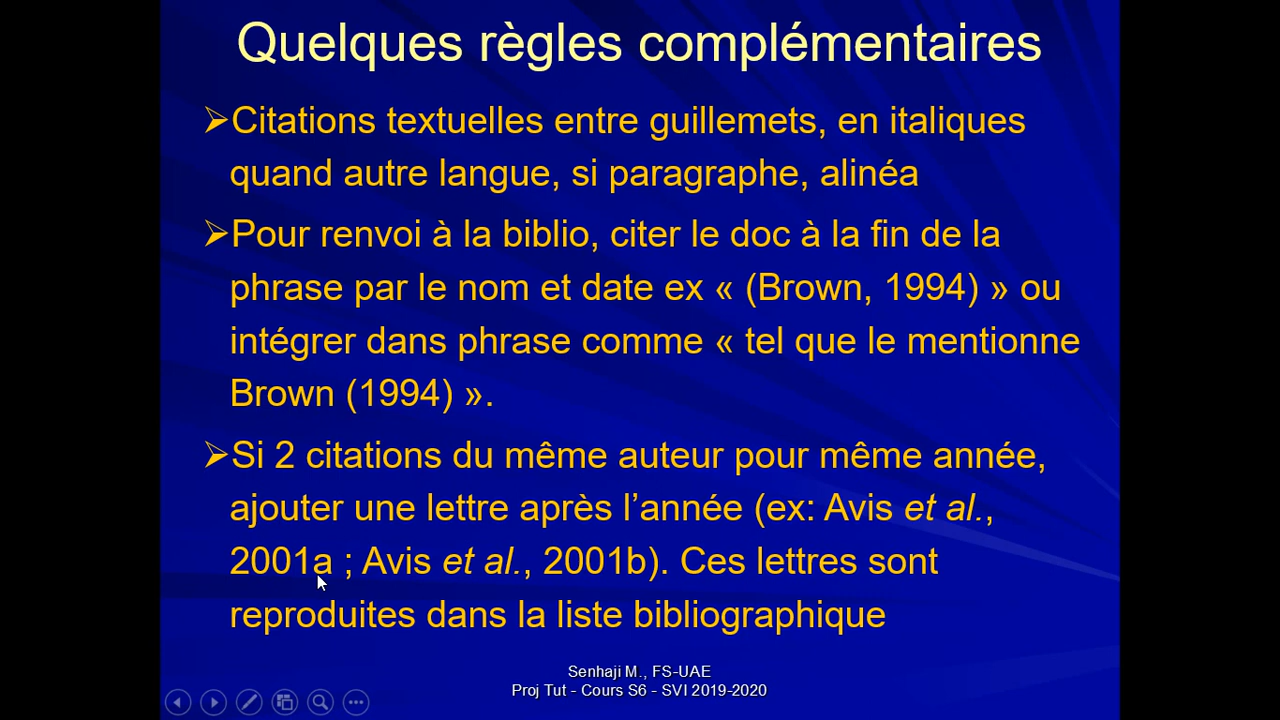 Quelques règles complémentaires
➢Citations textuelles entre guillemets, en italiques
quand autre langue, si paragraphe, alinéa
➢Pour renvoi à la biblio, citer le doc à la fin de la
phrase par le nom et date ex « (Brown, 1994) » ou
intégrer dans phrase comme « tel que le mentionne
Brown (1994) ».
➢Si 2 citations du même auteur pour même année,
ajouter une lettre après l’année (ex: Avis et al.,
2001a ; Avis et al., 2001b). Ces lettres sont
reproduites dans la liste bibliographique
Senhaji M., FS-UAE
Proj Tut - Cours S6 - SVI 2019-2020